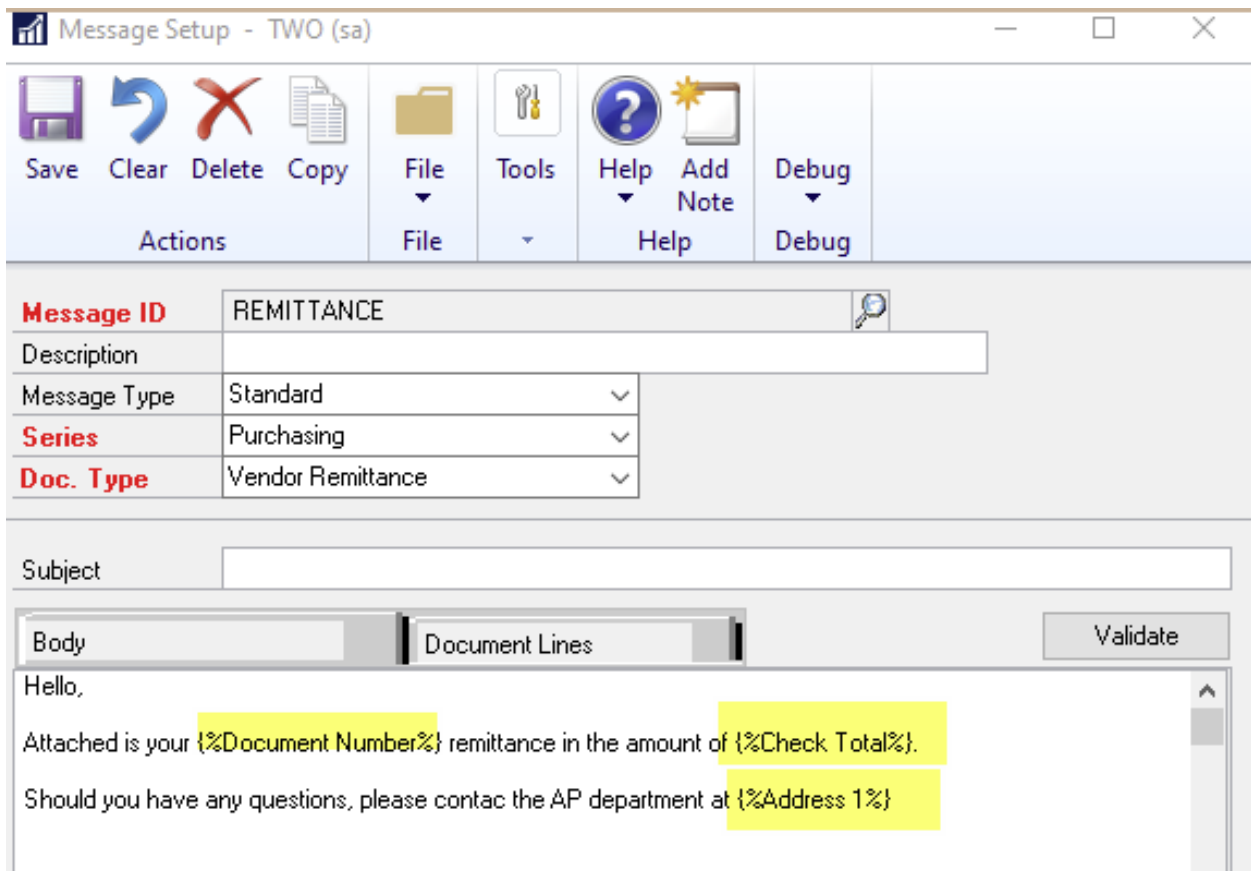 Message Setup - TWO (sa)
Save Clear Delete Copy File Tools Help Add Note Debug
Actions File Help Debug
Message ID REMITTANCE
Description
Message Type Standard
Series Purchasing
Doc. Type Vendor Remittance
Subject
Body Document Lines Validate
Hello,
Attached is your {%Document Number%} remittance in the amount of {%Check Total%}.
Should you have any questions, please contac the AP department at {%Address 1%}